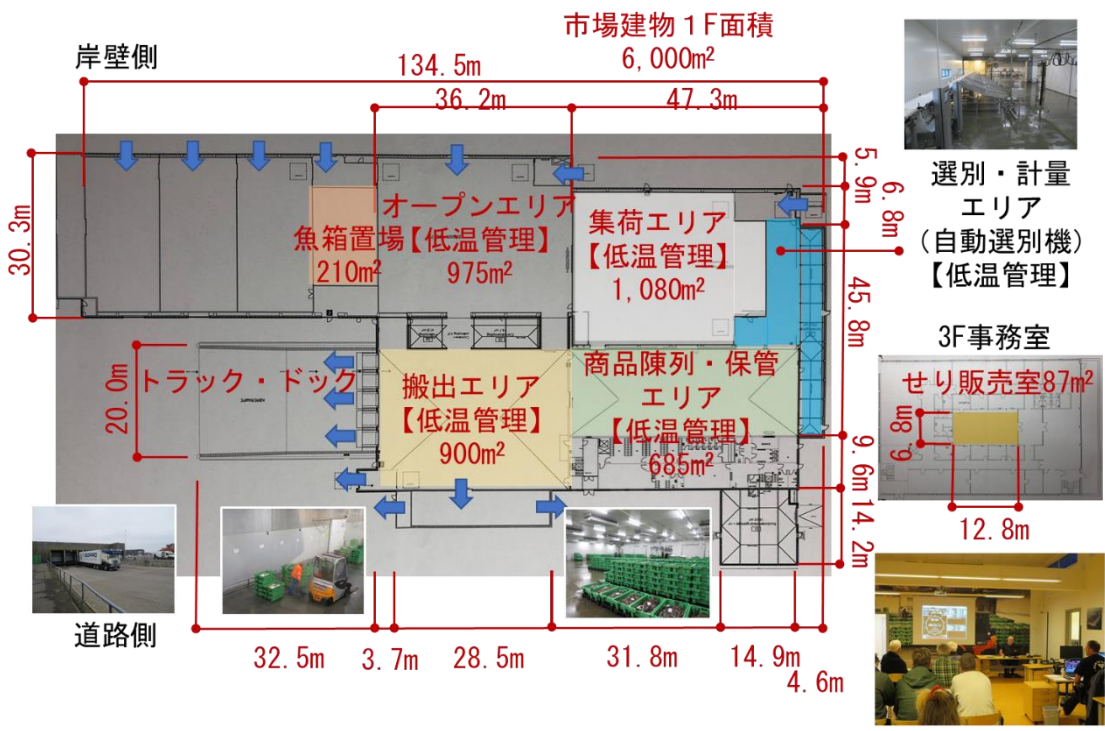 市場建物１F面積
6,000m²
岸壁側
134.5m
36.2m
47.3m
5.9m
6.8m
45.8m
9.6m
14.2m
30.3m
20.0m
オープンエリア
【低温管理】
975m²
魚箱置場
210m²
集荷エリア
【低温管理】
1,080m²
選別・計量
エリア
（自動選別機）
【低温管理】
トラック・ドック
搬出エリア
【低温管理】
900m²
商品陳列・保管
エリア
【低温管理】
685m²
3F事務室
せり販売室87m²
6.8m
12.8m
道路側
32.5m
3.7m
28.5m
31.8m
14.9m
4.6m